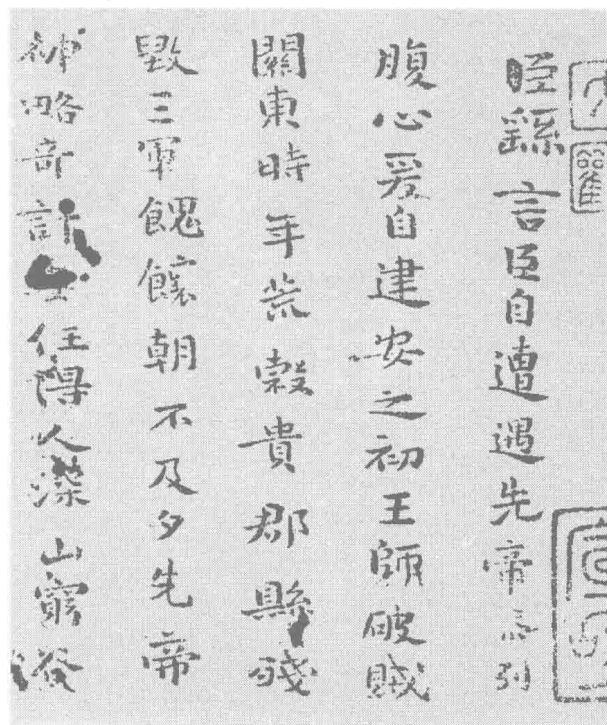 臣繇言臣自遭遇先帝忝列
腹心爰自建安之初王師破賊
關東時年荒穀貴郡縣殘
毀三軍餽饟朝不及夕先帝
神略奇計委任得人深山窮谷